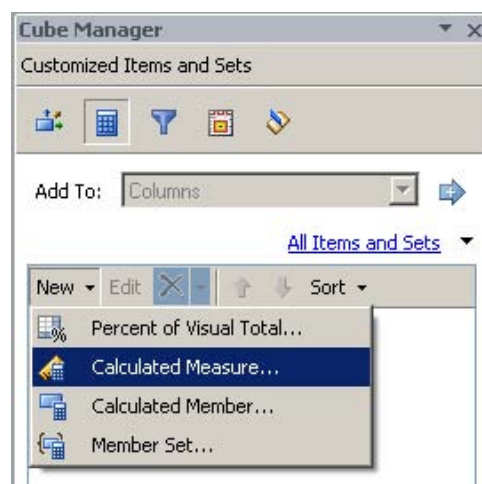 Cube Manager
Customized Items and Sets
Add To: Columns
All Items and Sets
New Edit Sort
Percent of Visual Total...
Calculated Measure...
Calculated Member...
Member Set...